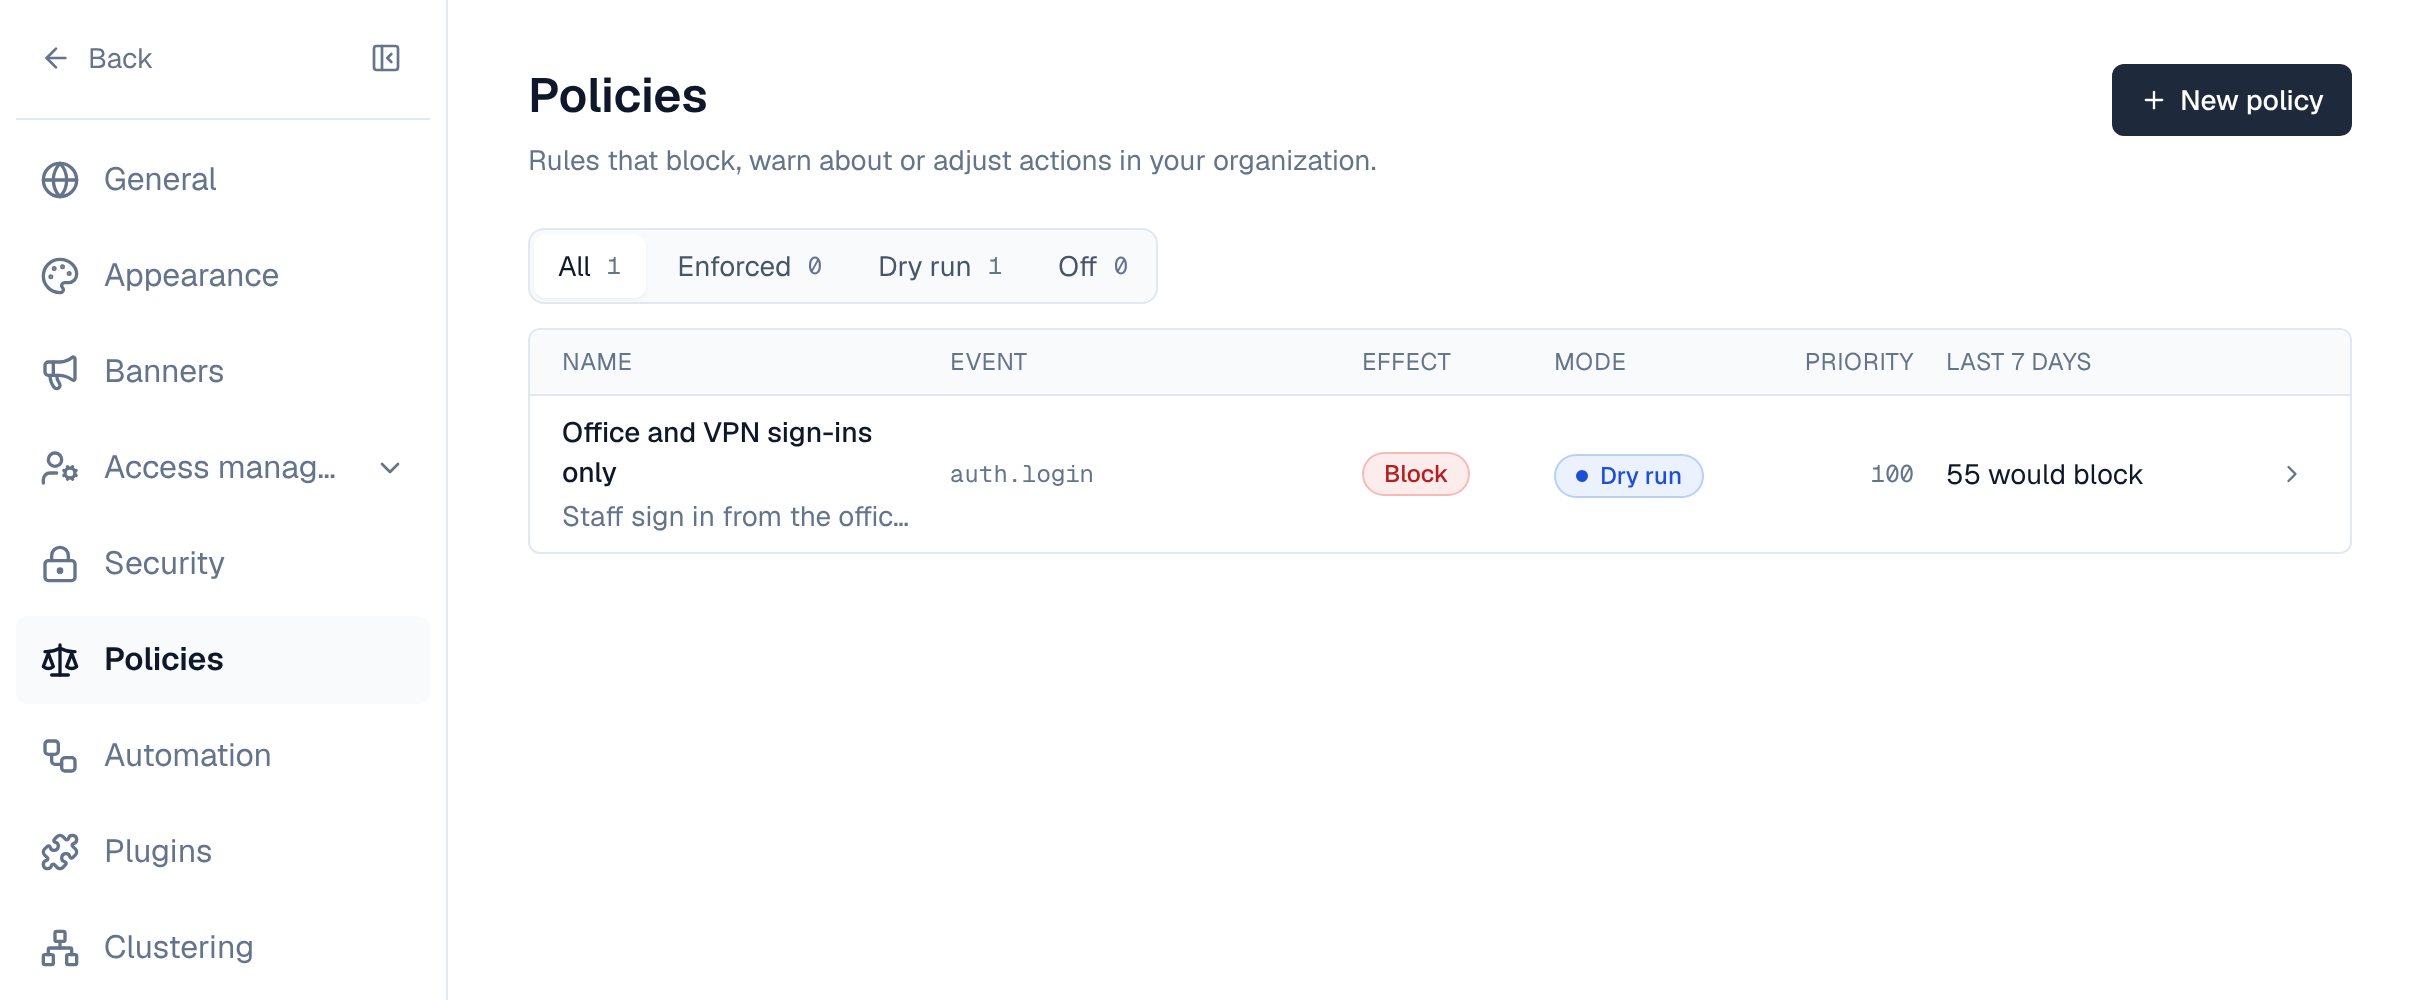 Back
General
Appearance
Banners
Access manag...
Security
Policies
Automation
Plugins
Clustering
Policies
New policy
Rules that block, warn about or adjust actions in your organization.
All 1 Enforced 0 Dry run 1 Off 0
NAME EVENT EFFECT MODE PRIORITY LAST 7 DAYS
Office and VPN sign-ins
only
Staff sign in from the offic...
auth.login Block Dry run 100 55 would block